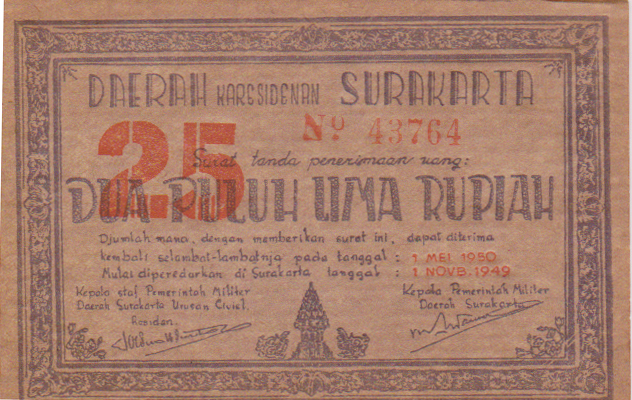 DAERAH KARESIDENAN SURAKARTA
25
No 43764
Surat tanda penerimaan uang:
DUA PULUH LIMA RUPIAH
Djumlah mana, dengan memberikan surat ini, dapat diterima
kembali selambat-lambatnja pada tanggal : 1 MEI 1950
Mulai diperedarkan di Surakarta tanggal : 1 NOVB. 1949
Kepala staf Pemerintah Militer
Daerah Surakarta Urusan Civiel.
Residen
Kepala Pemerintah Militer
Daerah Surakarta